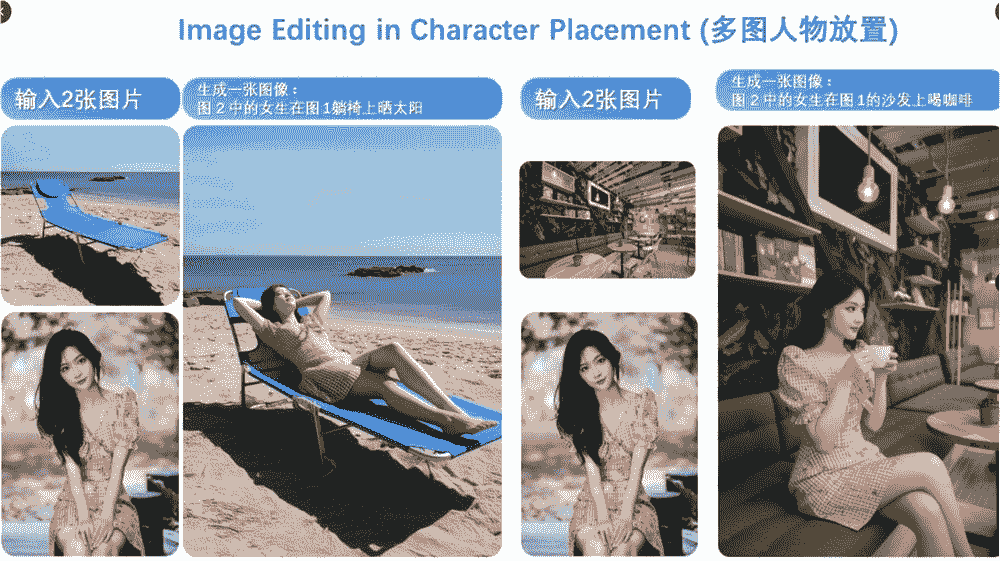 Image Editing in Character Placement (多图人物放置)
输入2张图片
生成一张图像：
图 2 中的女生在图 1躺椅上晒太阳
输入2张图片
生成一张图像：
图 2 中的女生在图 1的沙发上喝咖啡